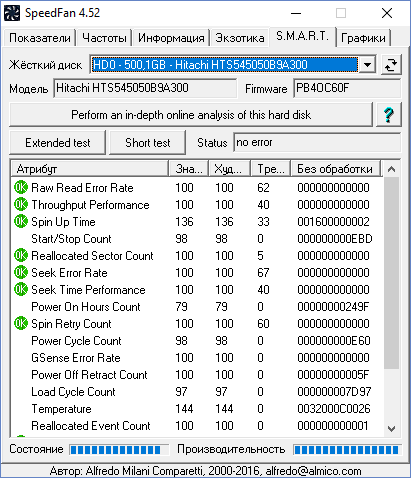 SpeedFan 4.52
Показатели Частоты Информация Экзотика S.M.A.R.T. Графики
Жёсткий диск HD0 - 500,1GB - Hitachi HTS545050B9A300
Модель Hitachi HTS545050B9A300 Firmware PB4OC60F
Perform an in-depth online analysis of this hard disk ?
Extended test Short test Status no error
Атрибут Зна... Худ... Тре... Без обработки
OK Raw Read Error Rate 100 100 62 000000000000
OK Throughput Performance 100 100 40 000000000000
OK Spin Up Time 136 136 33 001600000002
Start/Stop Count 98 98 0 000000000EBD
OK Reallocated Sector Count 100 100 5 000000000000
OK Seek Error Rate 100 100 67 000000000000
OK Seek Time Performance 100 100 40 000000000000
Power On Hours Count 79 79 0 00000000249F
OK Spin Retry Count 100 100 60 000000000000
Power Cycle Count 98 98 0 000000000E60
GSense Error Rate 100 100 0 000000000000
Power Off Retract Count 100 100 0 00000000005F
Load Cycle Count 97 97 0 000000007D97
Temperature 144 144 0 0032000C0026
Reallocated Event Count 100 100 0 000000000001
Состояние Производительность
Автор: Alfredo Milani Comparetti, 2000-2016, alfredo@almico.com